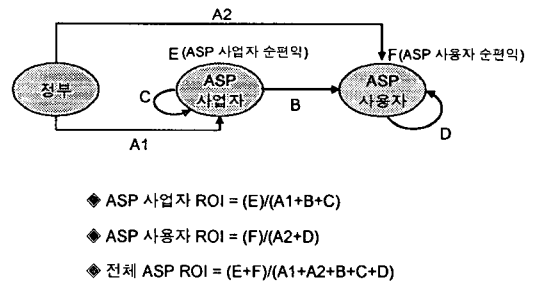 A2
E (ASP 사업자 순편익)
F(ASP 사용자 순편익)
정부
ASP
사업자
ASP
사용자
C
B
D
A1
◈ ASP 사업자 ROI = (E)/(A1+B+C)
◈ ASP 사용자 ROI = (F)/(A2+D)
◈ 전체 ASP ROI = (E+F)/(A1+A2+B+C+D)